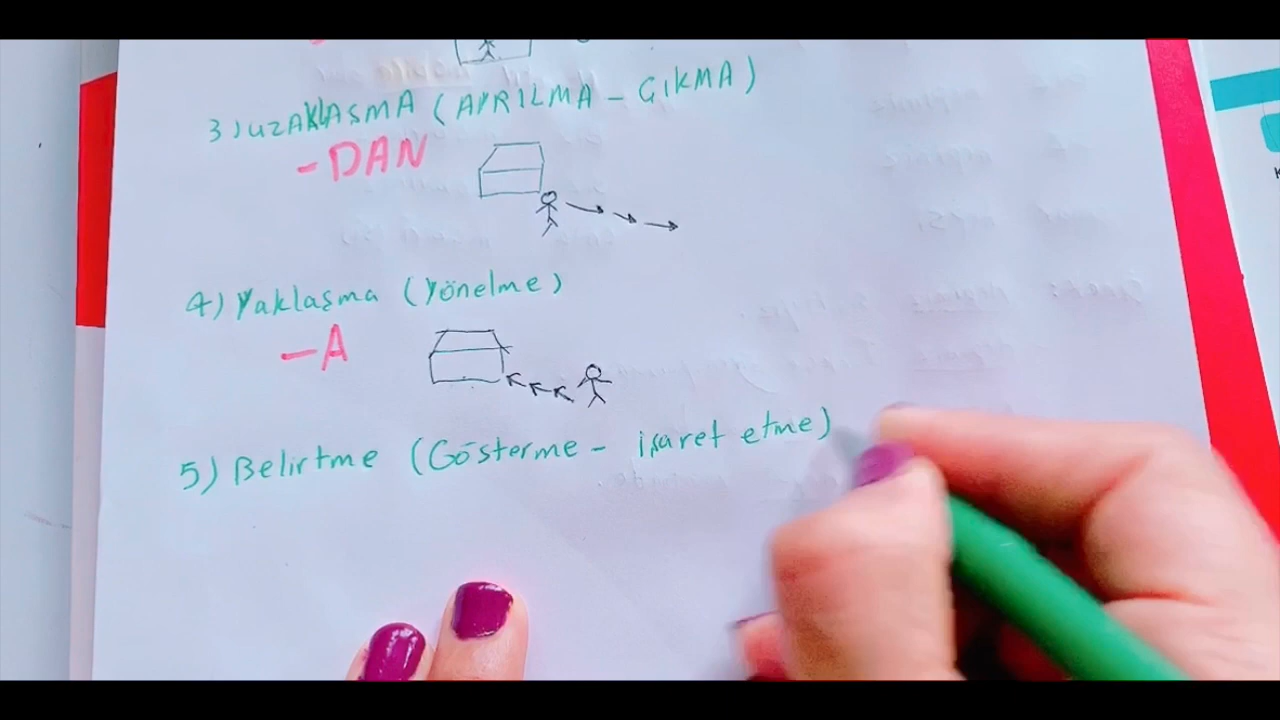 3) UZAKLAŞMA (AYRILMA - ÇIKMA)
-DAN
4) Yaklaşma (Yönelme)
-A
5) Belirtme (Gösterme - işaret etme)
K